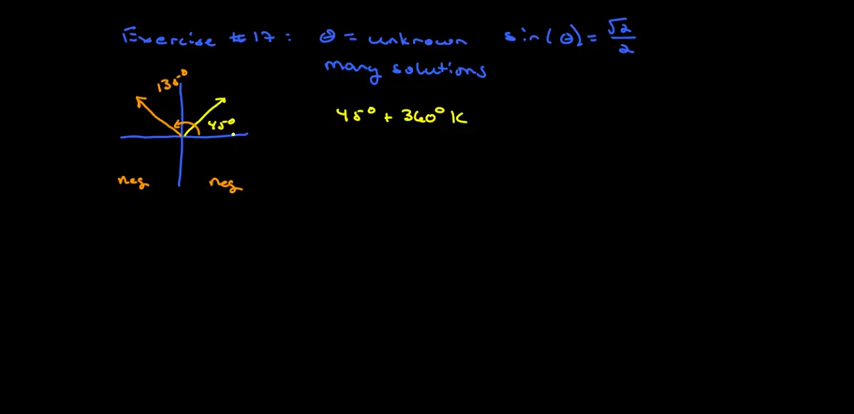 Exercise # 17 : θ = unknown sin(θ) = √2/2
many solutions
135°
45° + 360° K
45°
neg neg